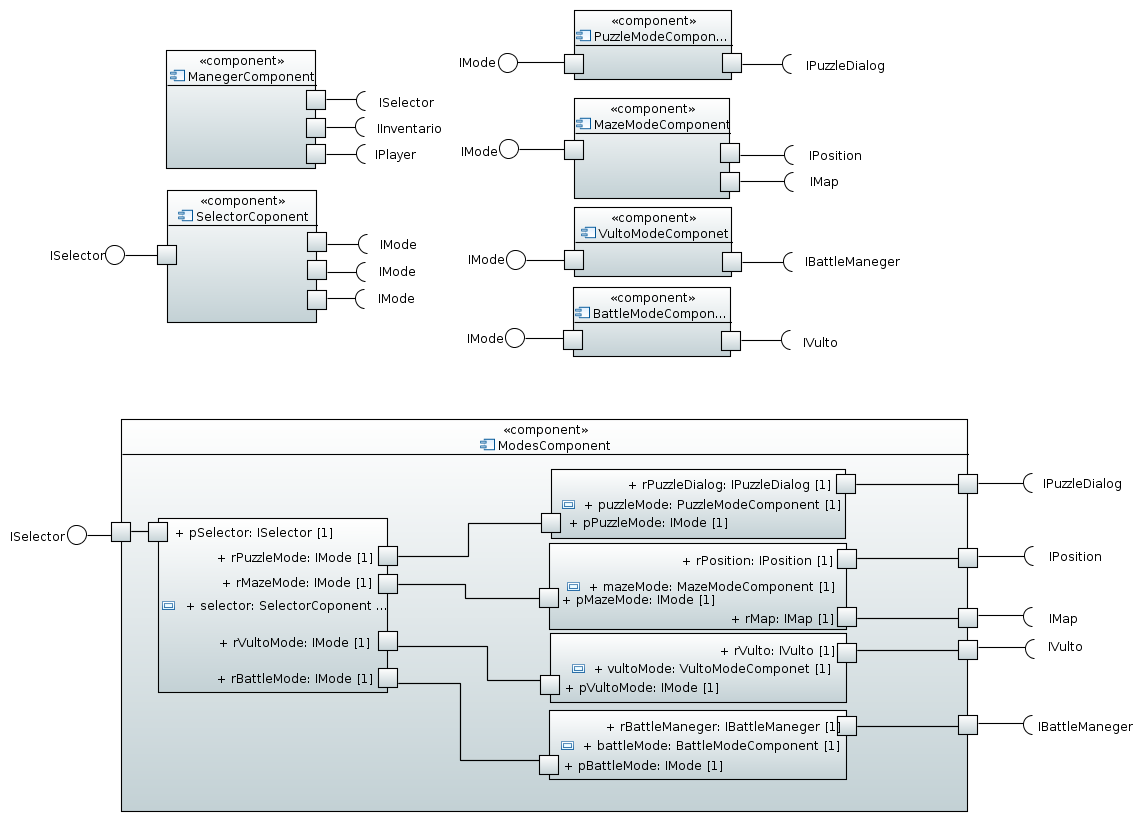 «component»
ManegerComponent
ISelector
IInventario
IPlayer
«component»
SelectorCoponent
ISelector
IMode
IMode
IMode
«component»
PuzzleModeCompon...
IMode
IPuzzleDialog
«component»
MazeModeComponent
IMode
IPosition
IMap
«component»
VultoModeComponet
IMode
IBattleManeger
«component»
BattleModeCompon...
IMode
IVulto
«component»
ModesComponent
ISelector
+ pSelector: ISelector [1]
+ rPuzzleMode: IMode [1]
+ rMazeMode: IMode [1]
+ selector: SelectorCoponent ...
+ rVultoMode: IMode [1]
+ rBattleMode: IMode [1]
+ rPuzzleDialog: IPuzzleDialog [1]
+ puzzleMode: PuzzleModeComponent [1]
+ pPuzzleMode: IMode [1]
+ rPosition: IPosition [1]
+ mazeMode: MazeModeComponent [1]
+ pMazeMode: IMode [1]
+ rMap: IMap [1]
+ rVulto: IVulto [1]
+ vultoMode: VultoModeComponet [1]
+ pVultoMode: IMode [1]
+ rBattleManeger: IBattleManeger [1]
+ battleMode: BattleModeComponent [1]
+ pBattleMode: IMode [1]
IPuzzleDialog
IPosition
IMap
IVulto
IBattleManeger